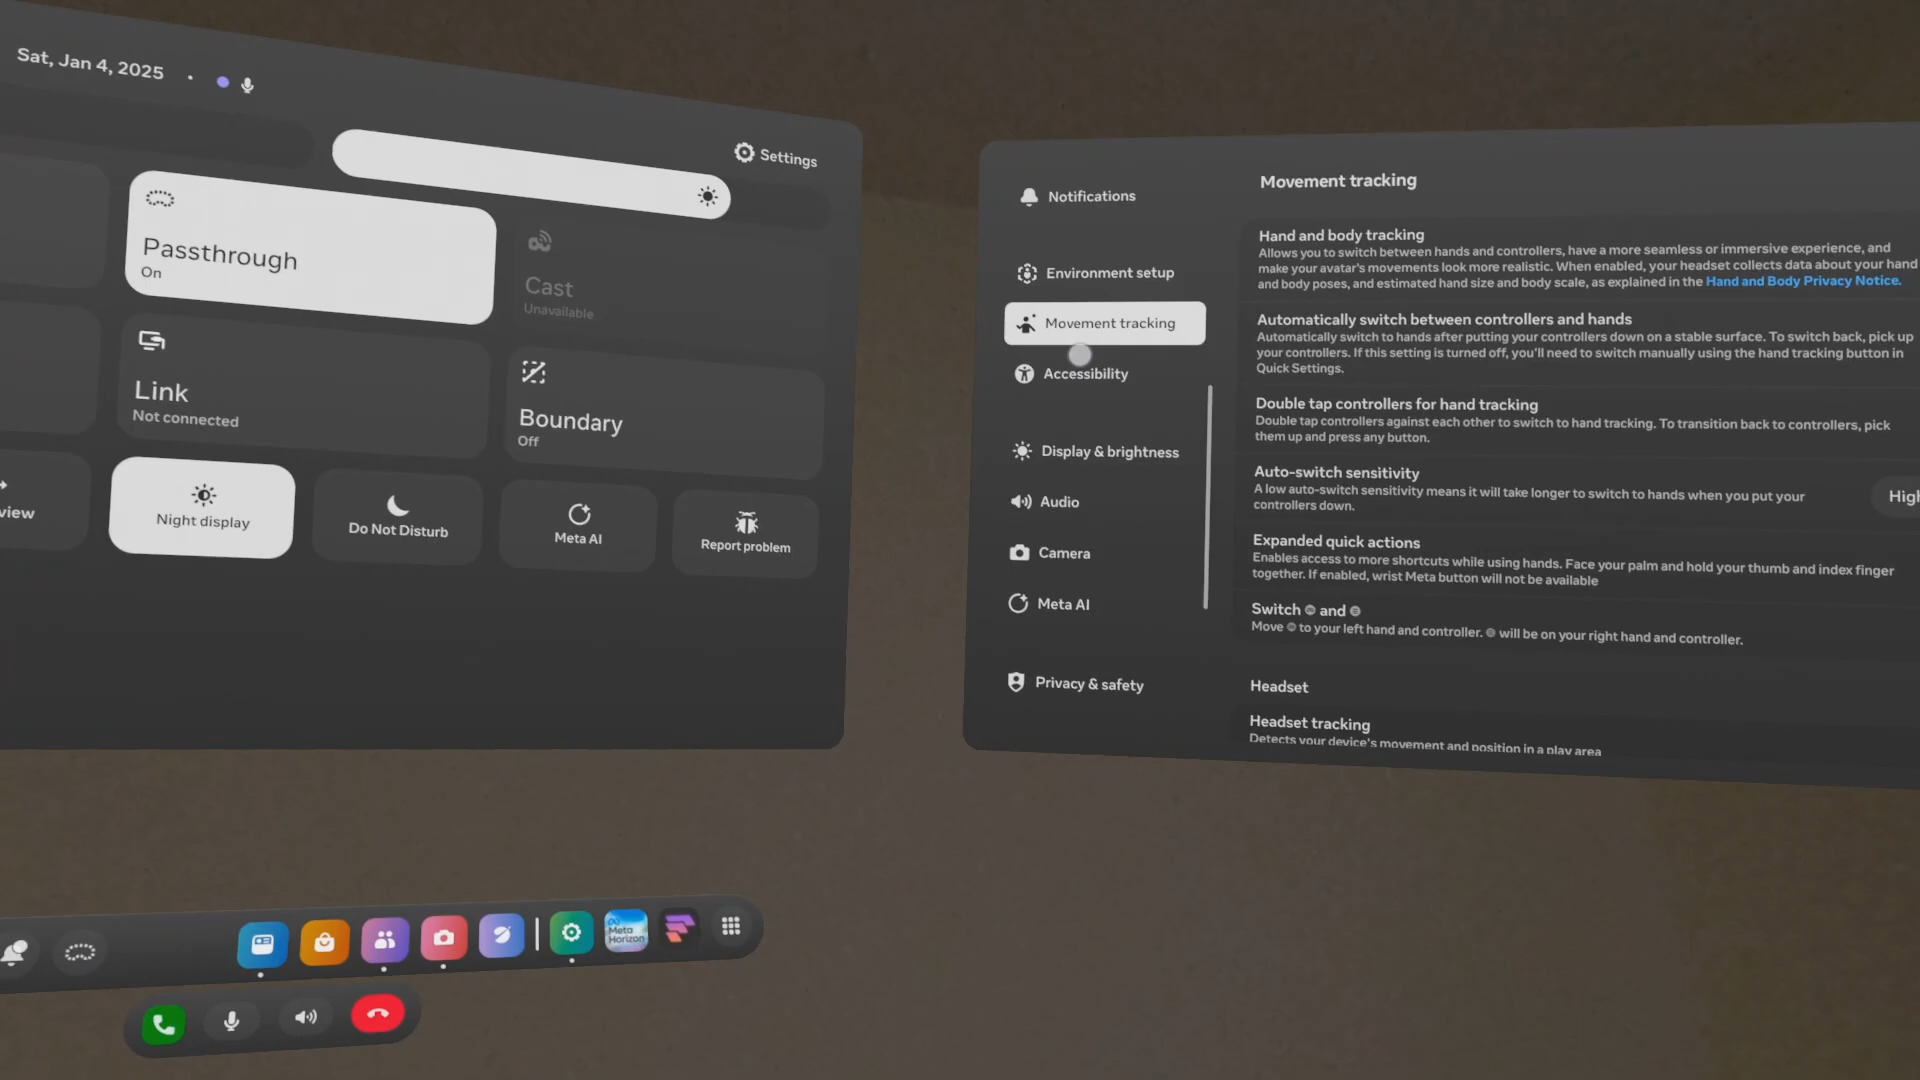 Sat, Jan 4, 2025
Settings
Passthrough
On
Cast
Unavailable
Link
Not connected
Boundary
Off
view
Night display
Do Not Disturb
Meta AI
Report problem
Notifications
Environment setup
Movement tracking
Accessibility
Display & brightness
Audio
Camera
Meta AI
Privacy & safety
Movement tracking
Hand and body tracking
Allows you to switch between hands and controllers, have a more seamless or immersive experience, and
make your avatar's movements look more realistic. When enabled, your headset collects data about your hand
and body poses, and estimated hand size and body scale, as explained in the Hand and Body Privacy Notice.
Automatically switch between controllers and hands
Automatically switch to hands after putting your controllers down on a stable surface. To switch back, pick up
your controllers. If this setting is turned off, you'll need to switch manually using the hand tracking button in
Quick Settings.
Double tap controllers for hand tracking
Double tap controllers against each other to switch to hand tracking. To transition back to controllers, pick
them up and press any button.
Auto-switch sensitivity
A low auto-switch sensitivity means it will take longer to switch to hands when you put your
controllers down.
High
Expanded quick actions
Enables access to more shortcuts while using hands. Face your palm and hold your thumb and index finger
together. If enabled, wrist Meta button will not be available
Switch and
Move to your left hand and controller. will be on your right hand and controller.
Headset
Headset tracking
Detects your device's movement and position in a play area
Meta
Horizon